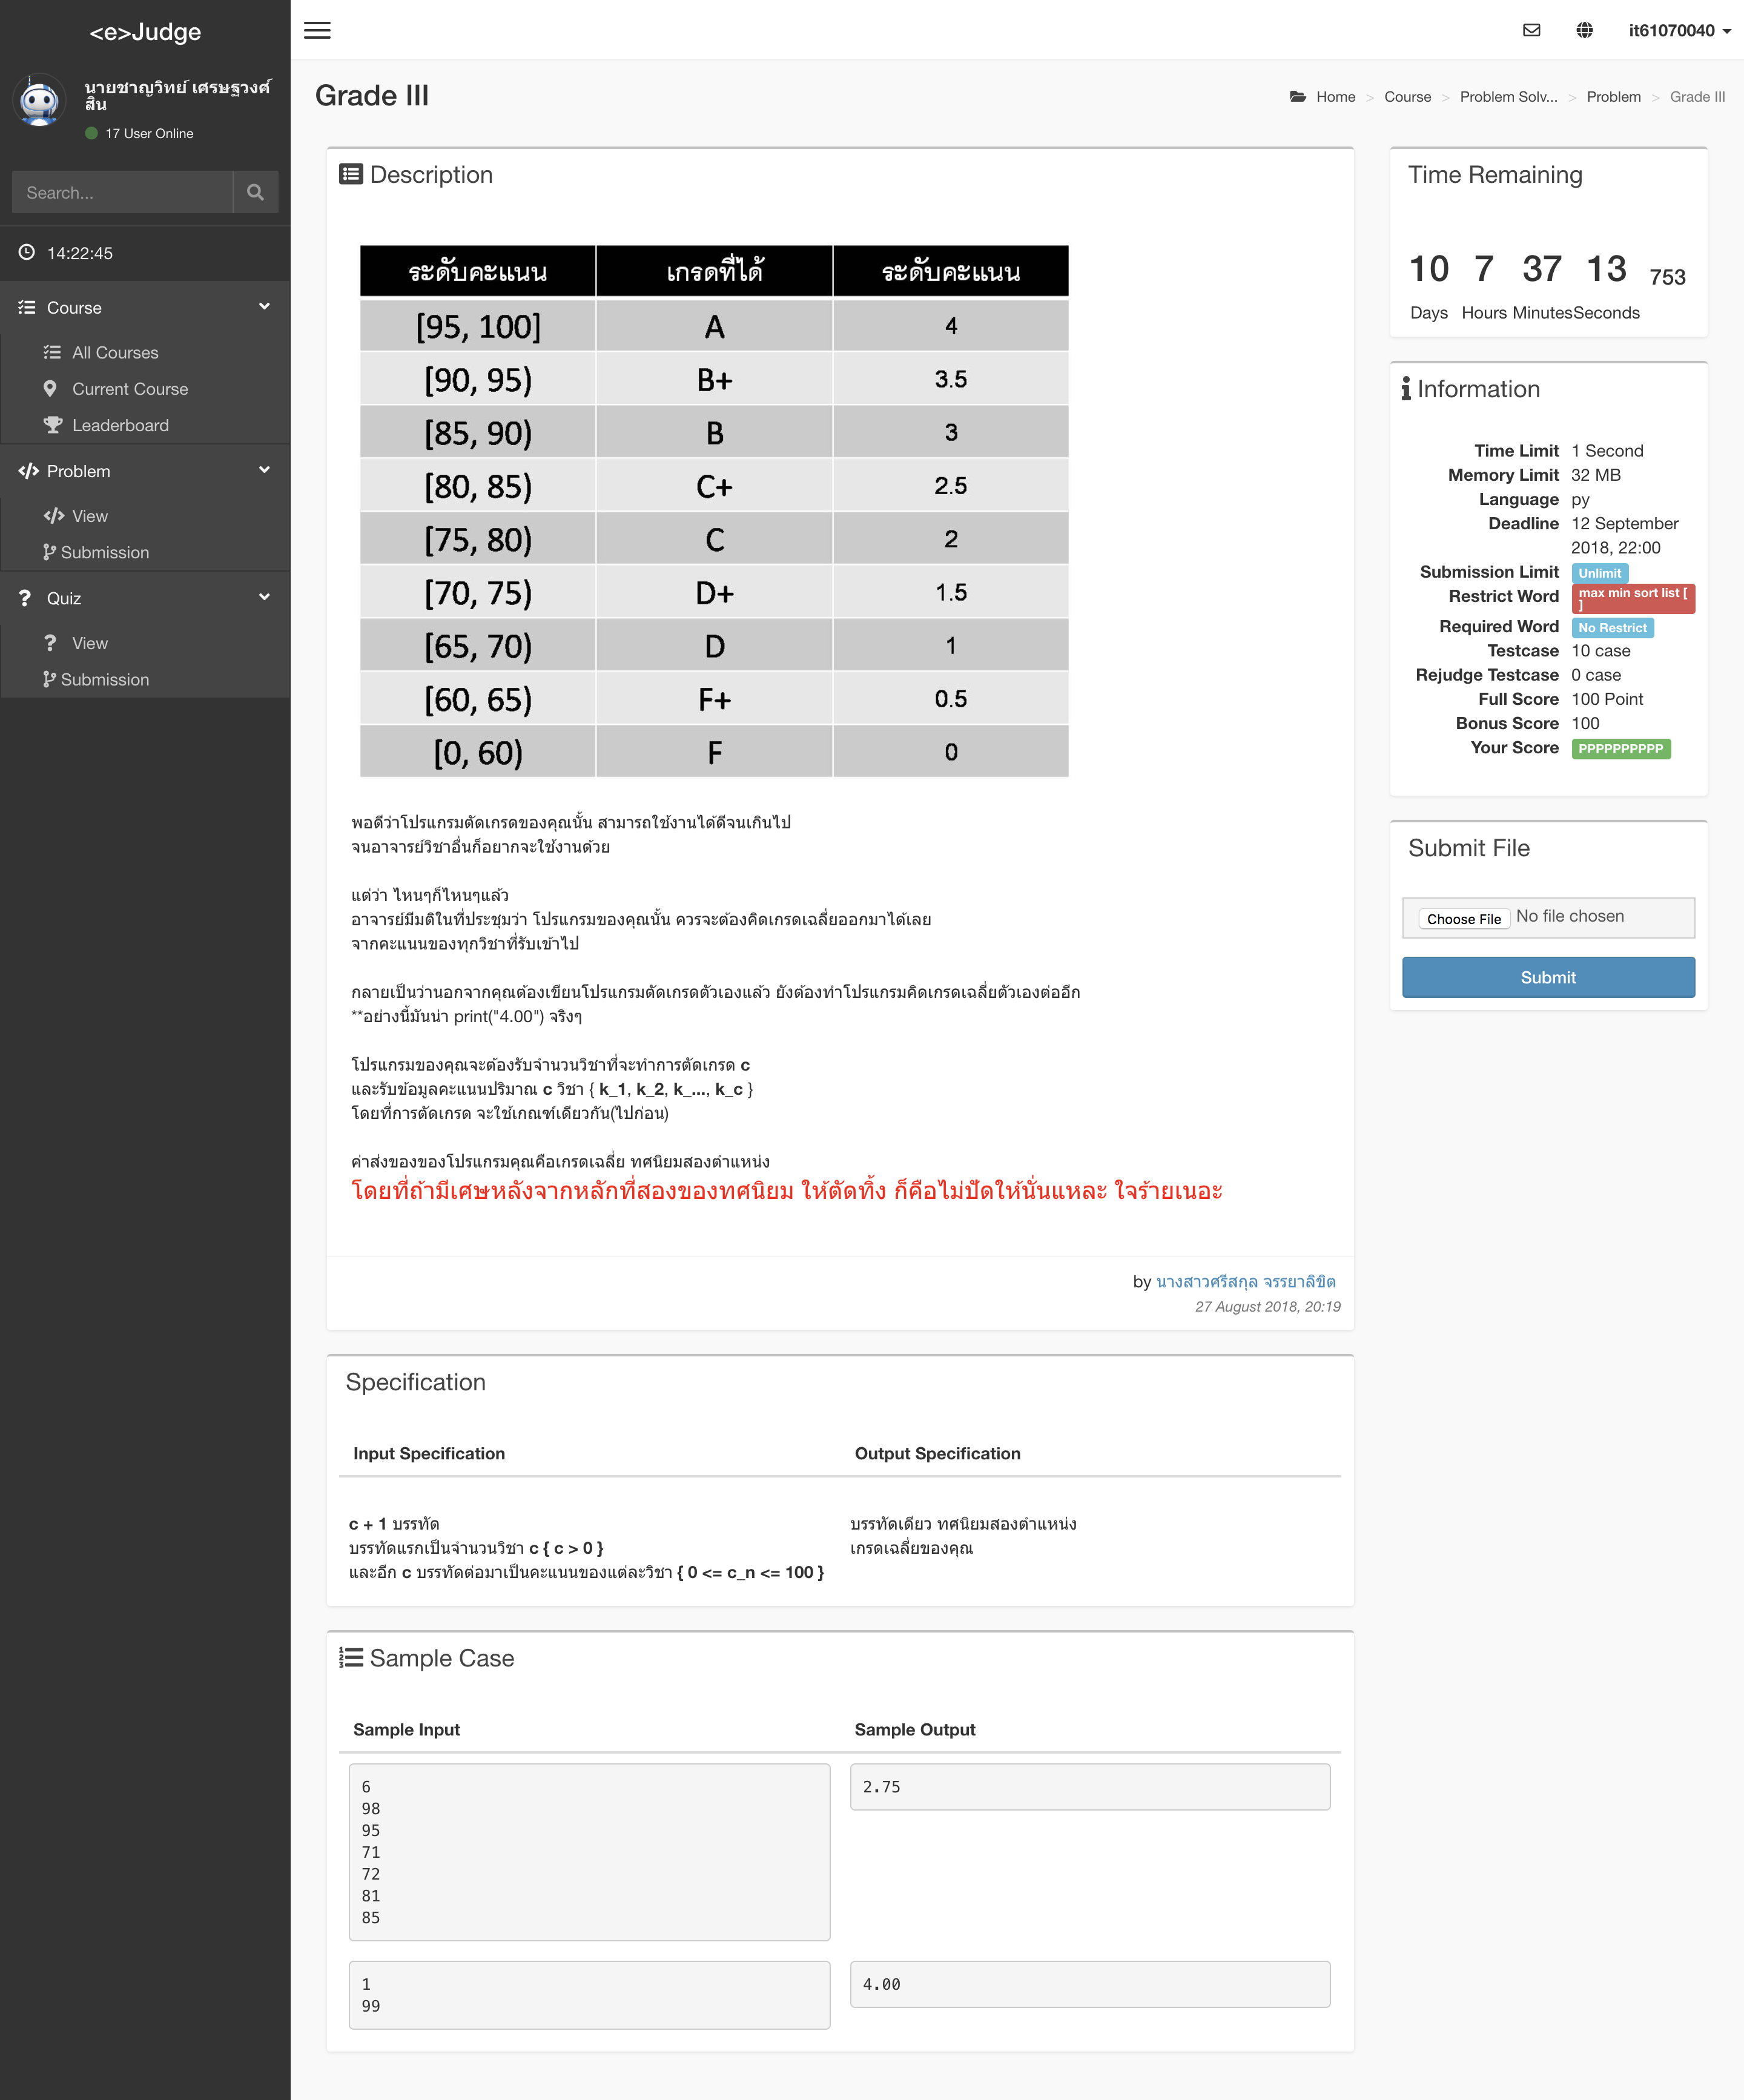 <e>Judge
it61070040
นายชาญวิทย์ เศรษฐวงศ์
สิน
17 User Online
Search...
14:22:45
Course
All Courses
Current Course
Leaderboard
Problem
View
Submission
Quiz
View
Submission
Grade III
Home > Course > Problem Solv... > Problem > Grade III
Description
ระดับคะแนน เกรดที่ได้ ระดับคะแนน
[95, 100] A 4
[90, 95) B+ 3.5
[85, 90) B 3
[80, 85) C+ 2.5
[75, 80) C 2
[70, 75) D+ 1.5
[65, 70) D 1
[60, 65) F+ 0.5
[0, 60) F 0
พอดีว่าโปรแกรมตัดเกรดของคุณนั้น สามารถใช้งานได้ดีจนเกินไป
จนอาจารย์วิชาอื่นก็อยากจะใช้งานด้วย
แต่ว่า ไหนๆก็ไหนๆแล้ว
อาจารย์มีมติในที่ประชุมว่า โปรแกรมของคุณนั้น ควรจะต้องคิดเกรดเฉลี่ยออกมาได้เลย
จากคะแนนของทุกวิชาที่รับเข้าไป
กลายเป็นว่านอกจากคุณต้องเขียนโปรแกรมตัดเกรดตัวเองแล้ว ยังต้องทำโปรแกรมคิดเกรดเฉลี่ยตัวเองต่ออีก
**อย่างนี้มันน่า print("4.00") จริงๆ
โปรแกรมของคุณจะต้องรับจำนวนวิชาที่จะทำการตัดเกรด c
และรับข้อมูลคะแนนปริมาณ c วิชา { k_1, k_2, k_..., k_c }
โดยที่การตัดเกรด จะใช้เกณฑ์เดียวกัน(ไปก่อน)
ค่าส่งของของโปรแกรมคุณคือเกรดเฉลี่ย ทศนิยมสองตำแหน่ง
โดยที่ถ้ามีเศษหลังจากหลักที่สองของทศนิยม ให้ตัดทิ้ง ก็คือไม่ปัดให้นั่นแหละ ใจร้ายเนอะ
by นางสาวศรีสกุล จรรยาลิขิต
27 August 2018, 20:19
Specification
Input Specification Output Specification
c + 1 บรรทัด
บรรทัดแรกเป็นจำนวนวิชา c { c > 0 }
และอีก c บรรทัดต่อมาเป็นคะแนนของแต่ละวิชา { 0 <= c_n <= 100 }
บรรทัดเดียว ทศนิยมสองตำแหน่ง
เกรดเฉลี่ยของคุณ
Sample Case
Sample Input Sample Output
6
98
95
71
72
81
85
2.75
1
99
4.00
Time Remaining
10 7 37 13 753
Days Hours Minutes Seconds
Information
Time Limit 1 Second
Memory Limit 32 MB
Language py
Deadline 12 September
2018, 22:00
Submission Limit Unlimit
Restrict Word max min sort list [
]
Required Word No Restrict
Testcase 10 case
Rejudge Testcase 0 case
Full Score 100 Point
Bonus Score 100
Your Score PPPPPPPPPP
Submit File
Choose File No file chosen
Submit